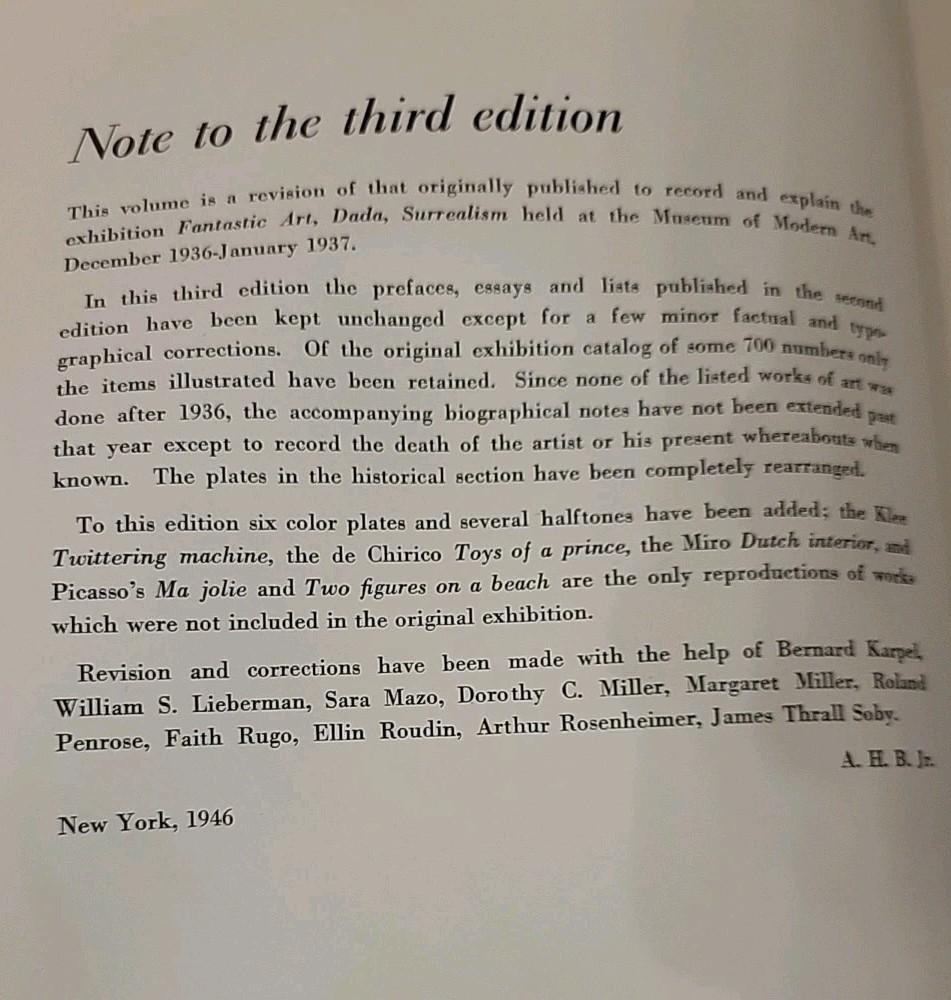 Note to the third edition
This volume is a revision of that originally published to record and explain the
exhibition Fantastic Art, Dada, Surrealism held at the Museum of Modern Art,
December 1936-January 1937.
In this third edition the prefaces, essays and lists published in the second
edition have been kept unchanged except for a few minor factual and typo-
graphical corrections. Of the original exhibition catalog of some 700 numbers only
the items illustrated have been retained. Since none of the listed works of art was
done after 1936, the accompanying biographical notes have not been extended past
that year except to record the death of the artist or his present whereabouts when
known. The plates in the historical section have been completely rearranged.
To this edition six color plates and several halftones have been added; the Klee
Twittering machine, the de Chirico Toys of a prince, the Miro Dutch interior, and
Picasso's Ma jolie and Two figures on a beach are the only reproductions of works
which were not included in the original exhibition.
Revision and corrections have been made with the help of Bernard Karpel,
William S. Lieberman, Sara Mazo, Dorothy C. Miller, Margaret Miller, Roland
Penrose, Faith Rugo, Ellin Roudin, Arthur Rosenheimer, James Thrall Soby.
A. H. B. Jr.
New York, 1946